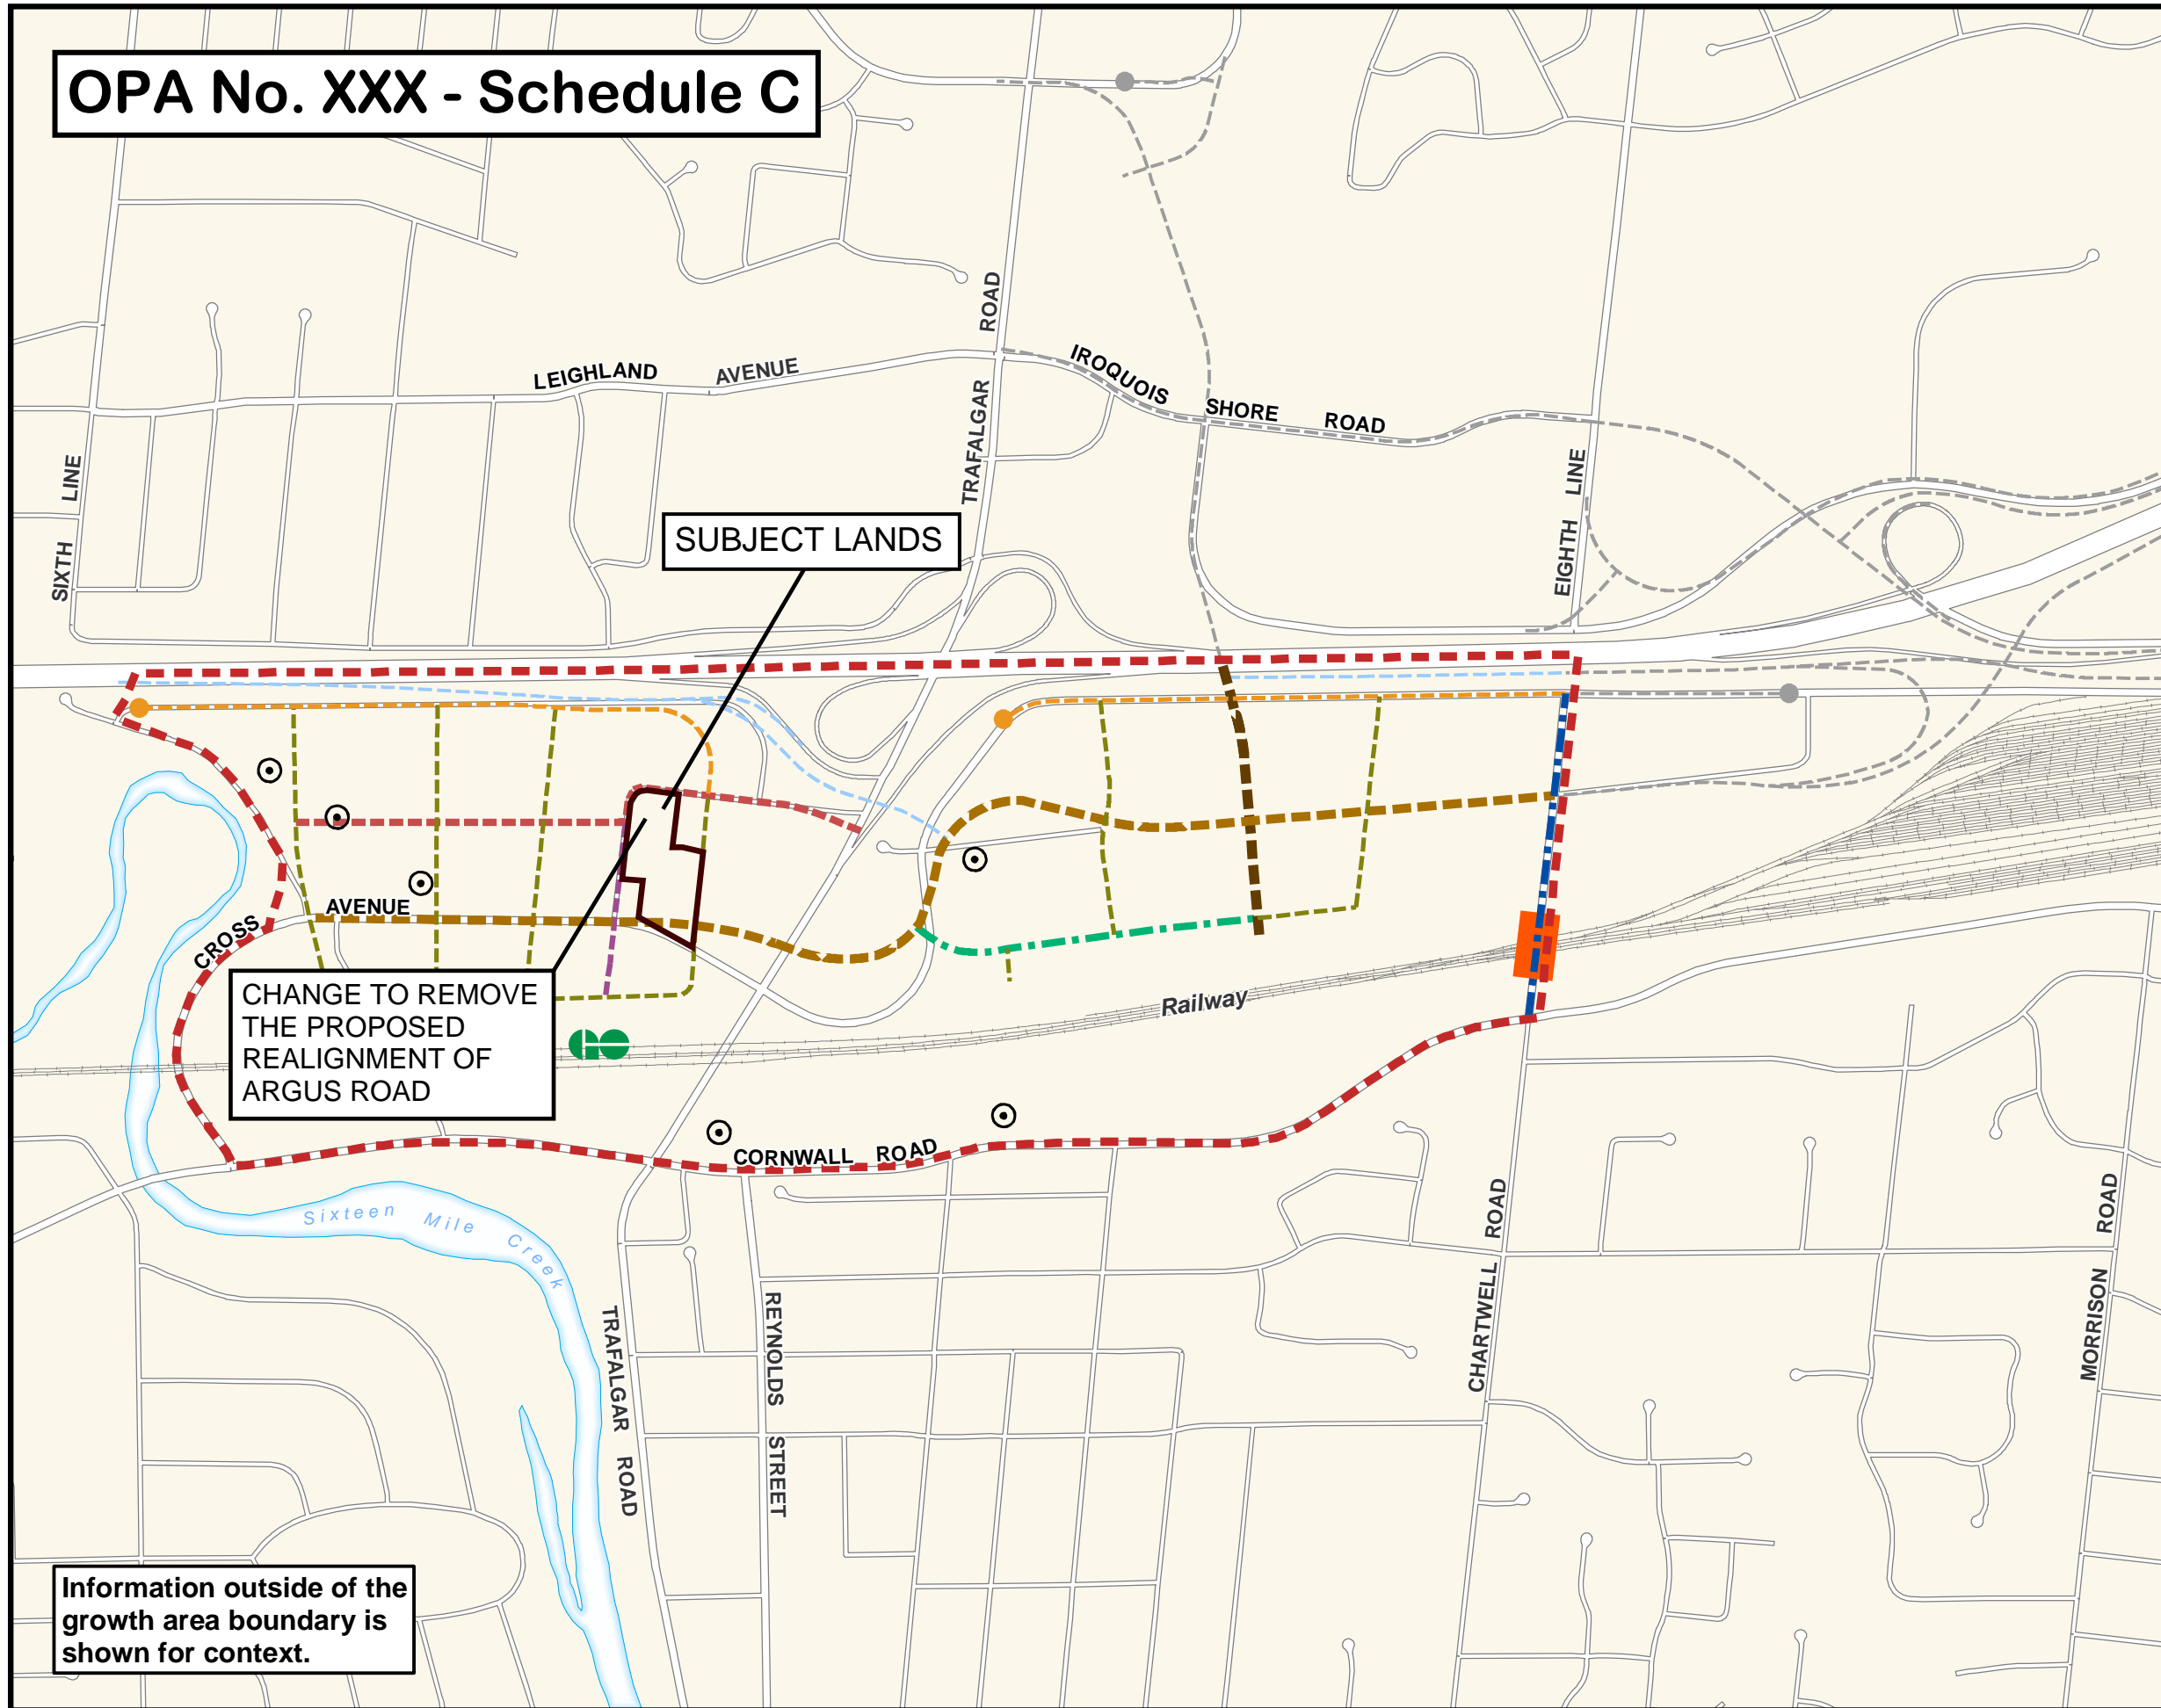 OPA No. XXX - Schedule C
ROAD
TRAFALGAR
LEIGHLAND AVENUE
IROQUOIS SHORE ROAD
SIXTH LINE
EIGHTH LINE
SUBJECT LANDS
CROSS AVENUE
CHANGE TO REMOVE
THE PROPOSED
REALIGNMENT OF
ARGUS ROAD
Railway
CORNWALL ROAD
Sixteen Mile Creek
TRAFALGAR ROAD
REYNOLDS STREET
CHARTWELL ROAD
MORRISON ROAD
Information outside of the
growth area boundary is
shown for context.